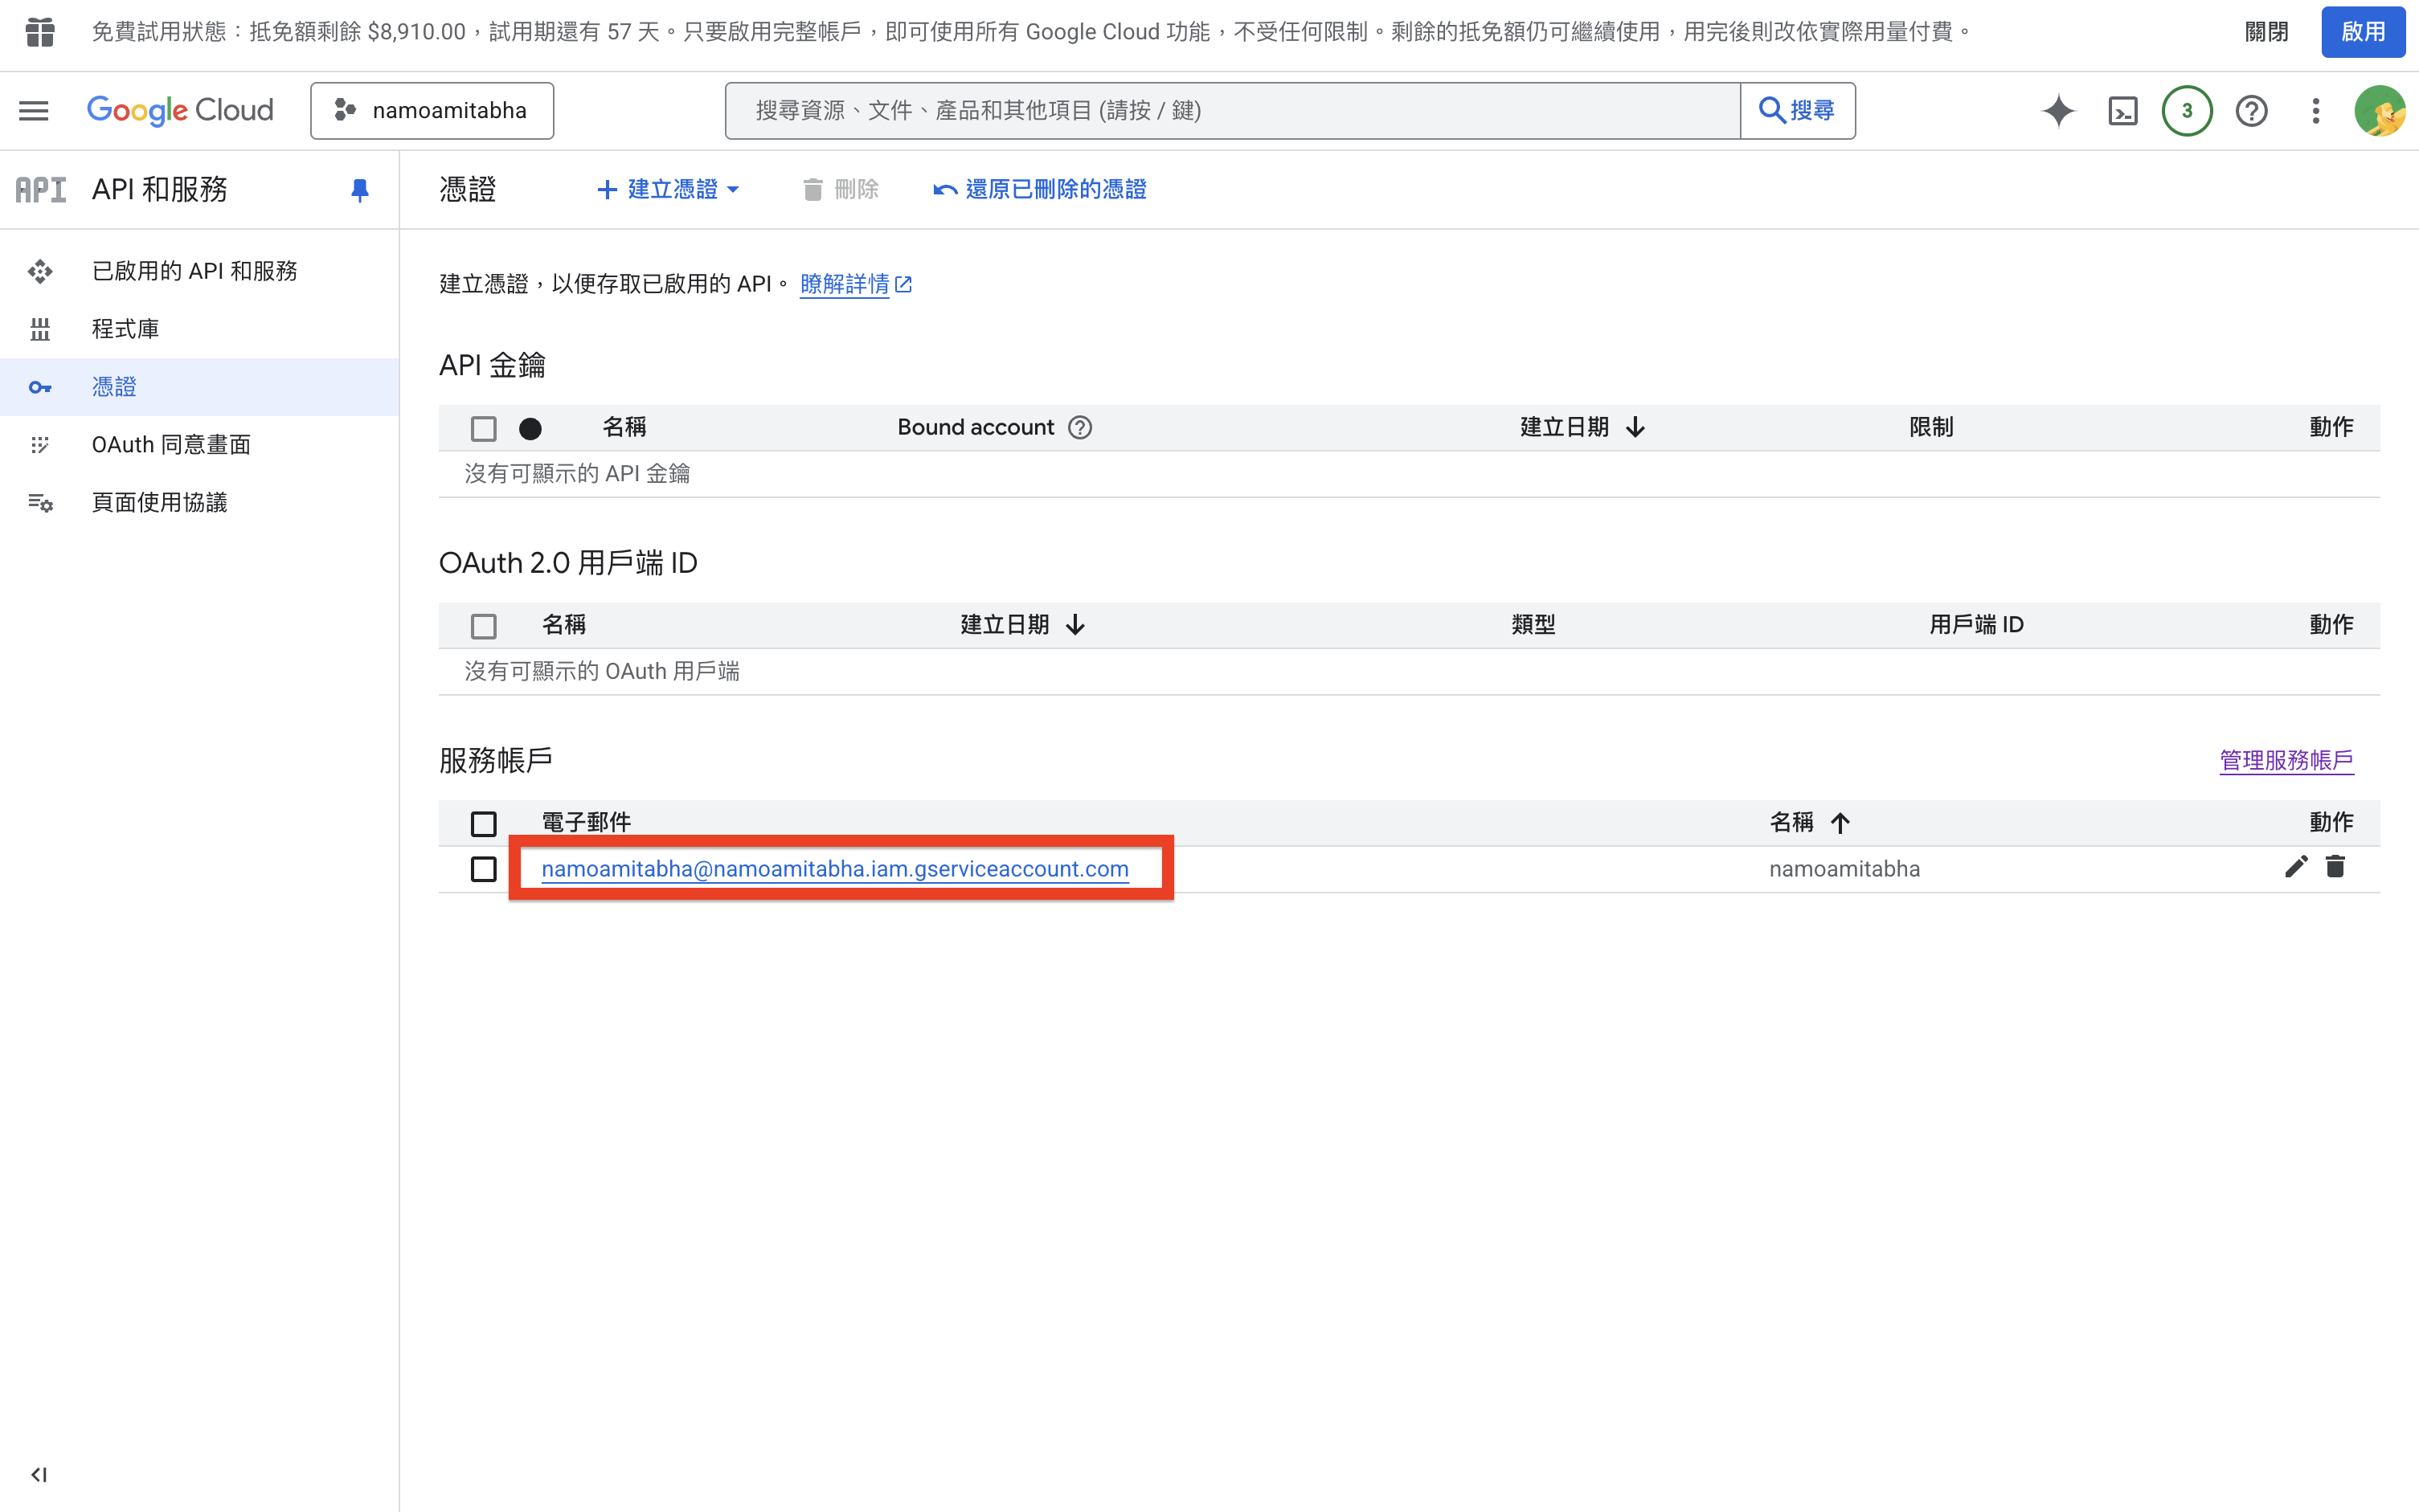 免費試用狀態：抵免額剩餘 $8,910.00，試用期還有 57 天。只要啟用完整帳戶，即可使用所有 Google Cloud 功能，不受任何限制。剩餘的抵免額仍可繼續使用，用完後則改依實際用量付費。 關閉 啟用
Google Cloud namoamitabha 搜尋資源、文件、產品和其他項目 (請按 / 鍵) 搜尋 3
API API 和服務 憑證 建立憑證 刪除 還原已刪除的憑證
已啟用的 API 和服務
程式庫
憑證
OAuth 同意畫面
頁面使用協議
建立憑證，以便存取已啟用的 API。 瞭解詳情
API 金鑰
名稱 Bound account 建立日期 限制 動作
沒有可顯示的 API 金鑰
OAuth 2.0 用戶端 ID
名稱 建立日期 類型 用戶端 ID 動作
沒有可顯示的 OAuth 用戶端
服務帳戶 管理服務帳戶
電子郵件 名稱 動作
namoamitabha@namoamitabha.iam.gserviceaccount.com namoamitabha